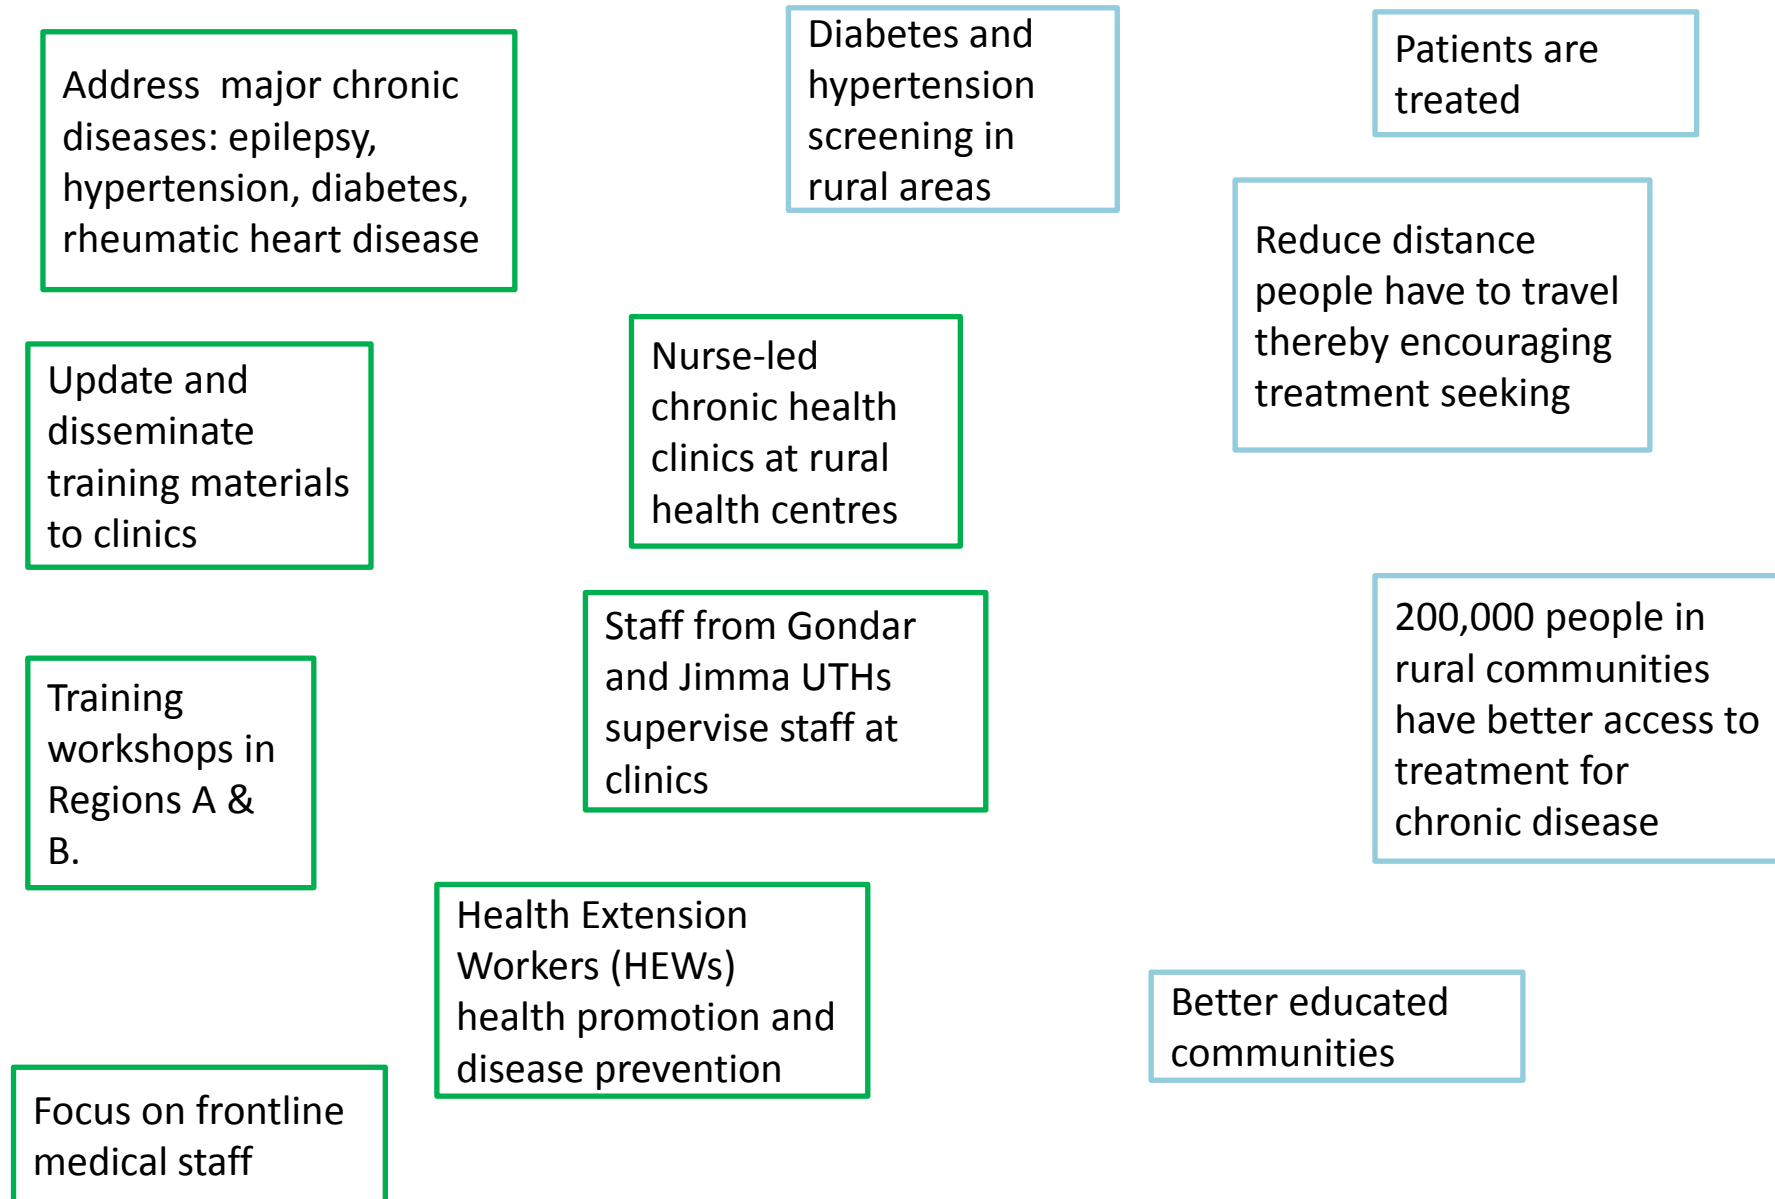 Address  major chronic
diseases: epilepsy,
hypertension, diabetes,
rheumatic heart disease
Update and
disseminate
training materials
to clinics
Training
workshops in
Regions A &
B.
Focus on frontline
medical staff
Diabetes and
hypertension
screening in
rural areas
Nurse-led
chronic health
clinics at rural
health centres
Staff from Gondar
and Jimma UTHs
supervise staff at
clinics
Health Extension
Workers (HEWs)
health promotion and
disease prevention
Patients are
treated
Reduce distance
people have to travel
thereby encouraging
treatment seeking
200,000 people in
rural communities
have better access to
treatment for
chronic disease
Better educated
communities